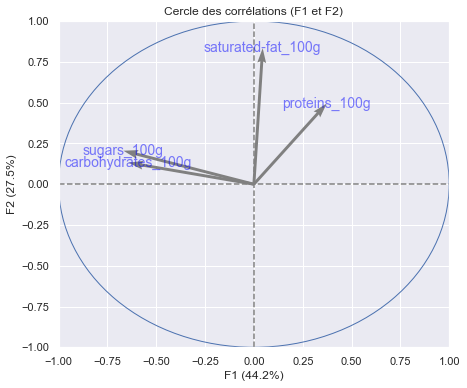 Cercle des corrélations (F1 et F2)
1.00
saturated-fat_100g
0.75
proteins_100g
0.50
0.25
sugars_100g
carbohydrates_100g
0.00
F2 (27.5%)
−0.25
−0.50
−0.75
−1.00
−1.00 −0.75 −0.50 −0.25 0.00 0.25 0.50 0.75 1.00
F1 (44.2%)